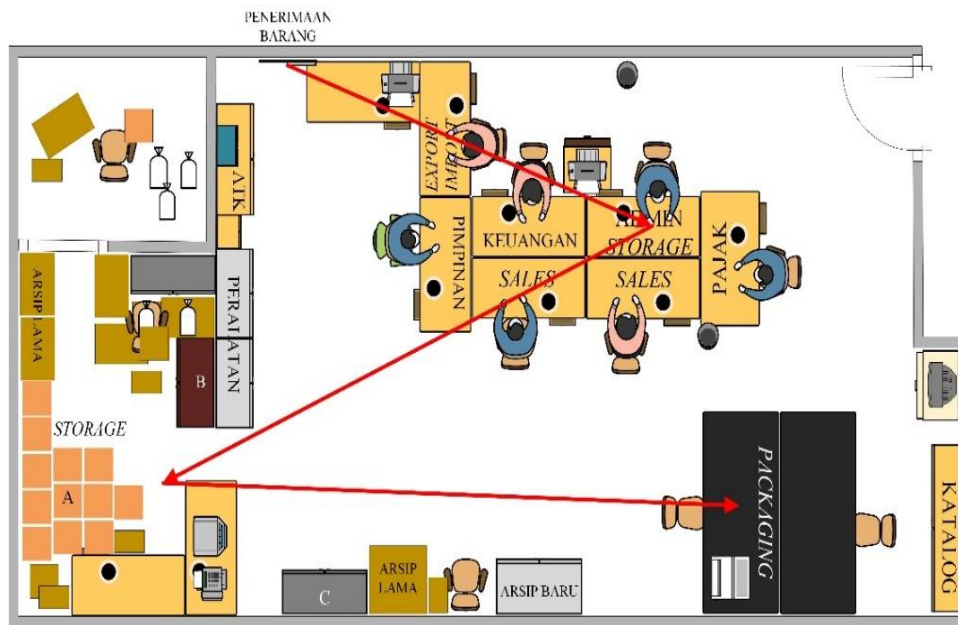 PENERIMAAN
BARANG
EXPORT
IMPORT
ATK
ADMIN
STORAGE
KEUANGAN
PIMPINAN
PAJAK
SALES
SALES
ARSIP LAMA
PERALATAN
B
STORAGE
A
PACKAGING
KATALOG
C
ARSIP
LAMA
ARSIP BARU